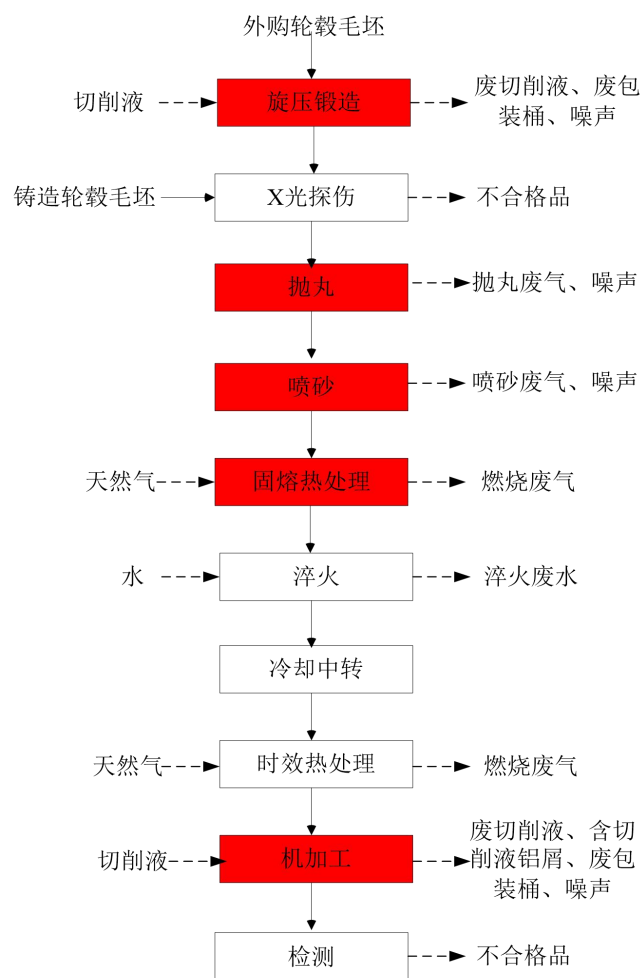 外购轮毂毛坯
切削液
旋压锻造
废切削液、废包
装桶、噪声
铸造轮毂毛坯
X光探伤
不合格品
抛丸
抛丸废气、噪声
喷砂
喷砂废气、噪声
天然气
固熔热处理
燃烧废气
水
淬火
淬火废水
冷却中转
天然气
时效热处理
燃烧废气
切削液
机加工
废切削液、含切
削液铝屑、废包
装桶、噪声
检测
不合格品